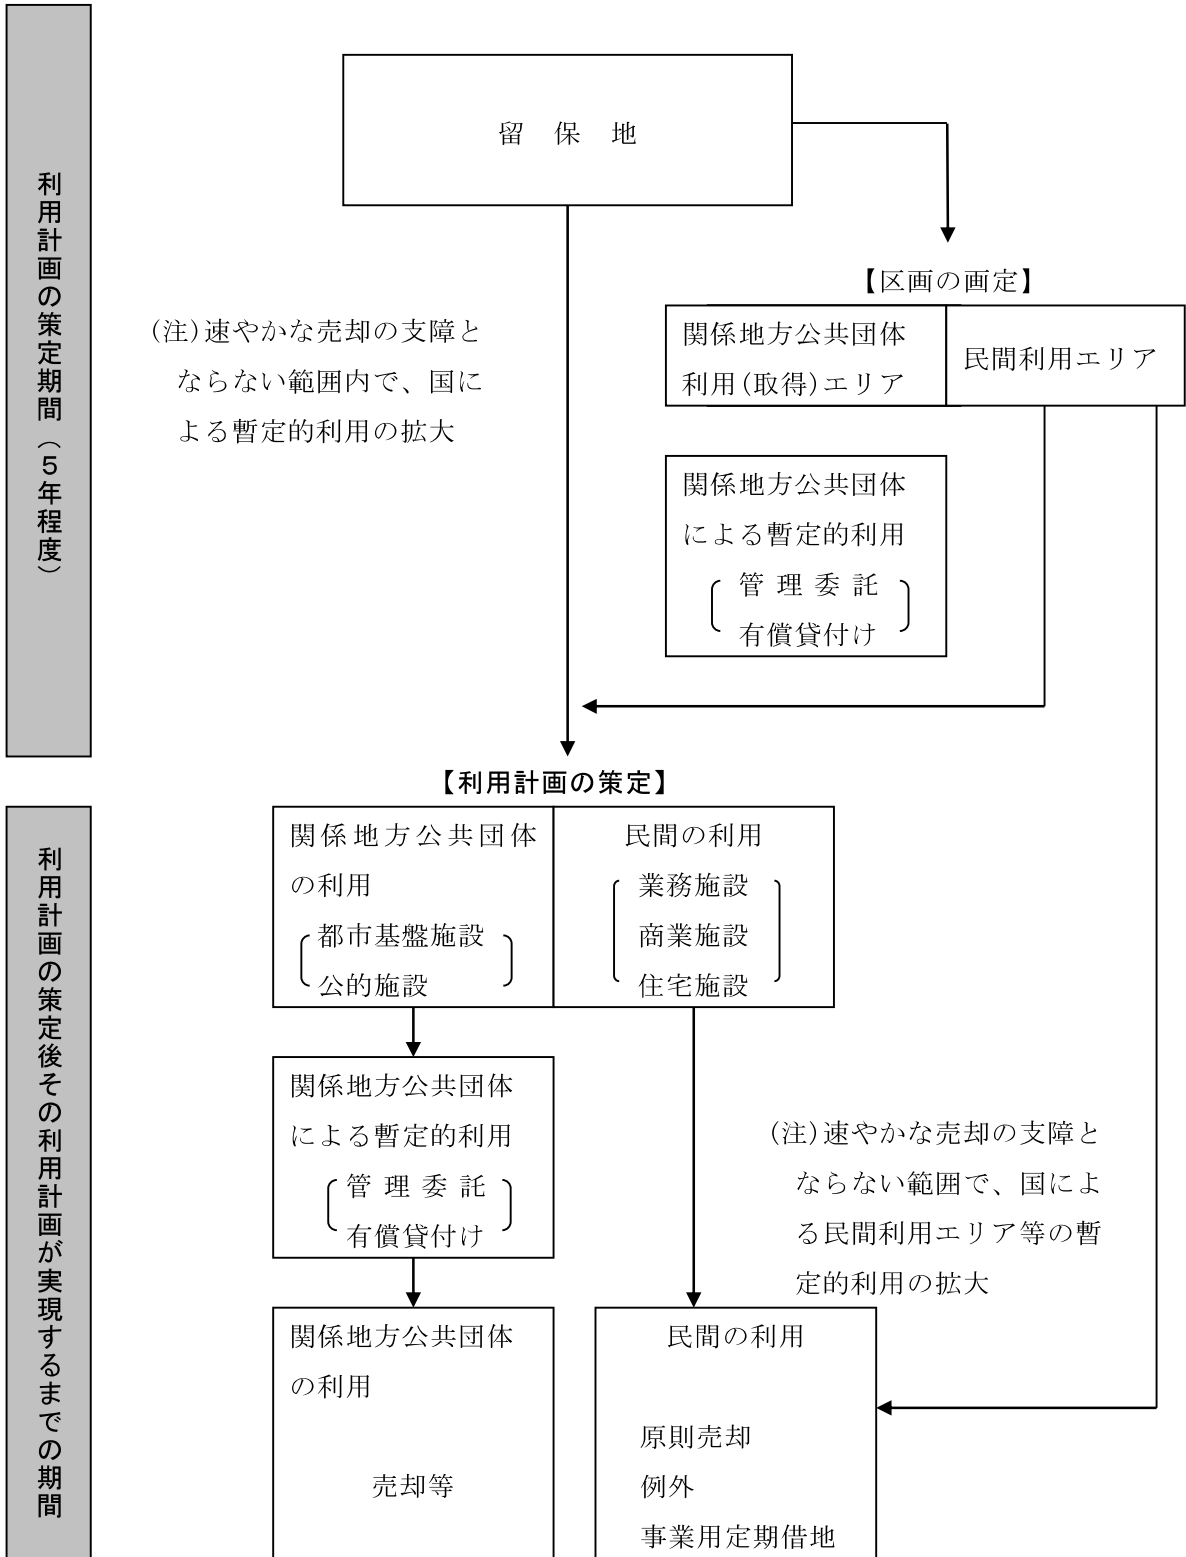 利用計画の策定期間（５年程度）
留　保　地
【区画の画定】
関係地方公共団体
利用(取得)エリア
民間利用エリア
(注)速やかな売却の支障と
ならない範囲内で、国に
よる暫定的利用の拡大
関係地方公共団体
による暫定的利用
管 理 委 託
有償貸付け
【利用計画の策定】
利用計画の策定後その利用計画が実現するまでの期間
関係地方公共団体
の利用
都市基盤施設
公的施設
民間の利用
業務施設
商業施設
住宅施設
関係地方公共団体
による暫定的利用
管 理 委 託
有償貸付け
(注)速やかな売却の支障と
ならない範囲で、国によ
る民間利用エリア等の暫
定的利用の拡大
関係地方公共団体
の利用
売却等
民間の利用
原則売却
例外
事業用定期借地